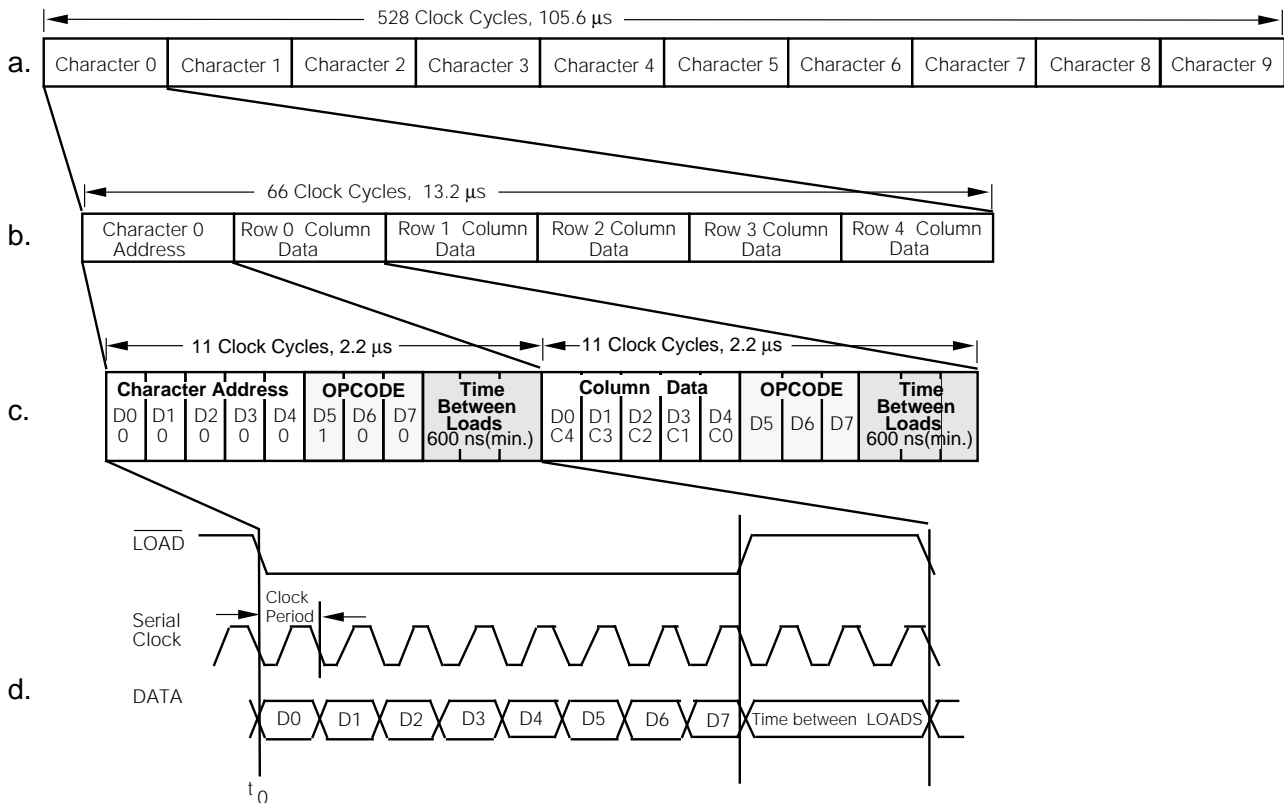 528 Clock Cycles, 105.6 µs
a.
Character 0 Character 1 Character 2 Character 3 Character 4 Character 5 Character 6 Character 7 Character 8 Character 9
66 Clock Cycles, 13.2 µs
b.
Character 0 Address
Row 0 Column Data
Row 1 Column Data
Row 2 Column Data
Row 3 Column Data
Row 4 Column Data
11 Clock Cycles, 2.2 µs 11 Clock Cycles, 2.2 µs
c.
Character Address OPCODE Time Between Loads 600 ns(min.) Column Data OPCODE Time Between Loads 600 ns(min.)
D0 D1 D2 D3 D4 D5 D6 D7 D0 D1 D2 D3 D4 D5 D6 D7
0 0 0 0 0 1 0 0 C4 C3 C2 C1 C0
LOAD
Clock Period
Serial Clock
d.
DATA
D0 D1 D2 D3 D4 D5 D6 D7 Time between LOADS
t0